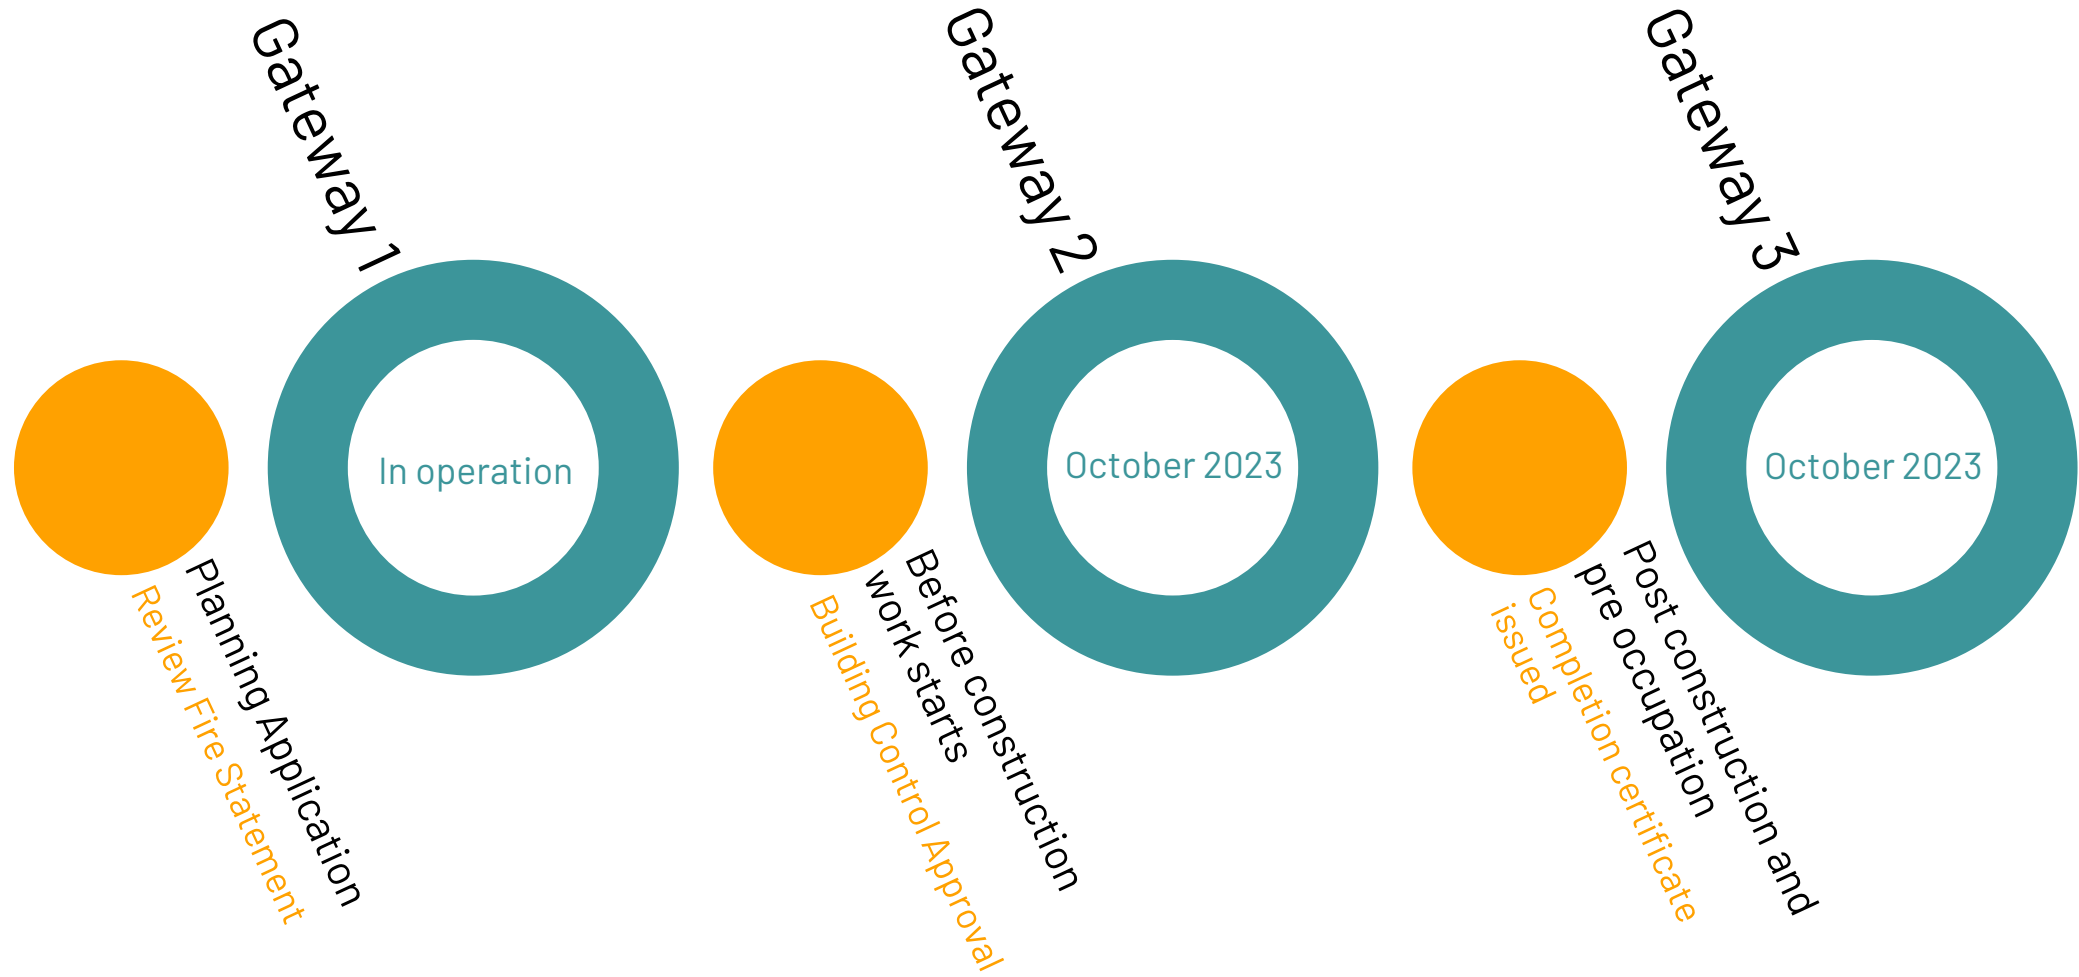 Gateway 1
In operation
Planning Application
Review Fire Statement
Gateway 2
October 2023
Before construction
work starts
Building Control Approval
Gateway 3
October 2023
Post construction and
pre occupation
Completion certificate
issued